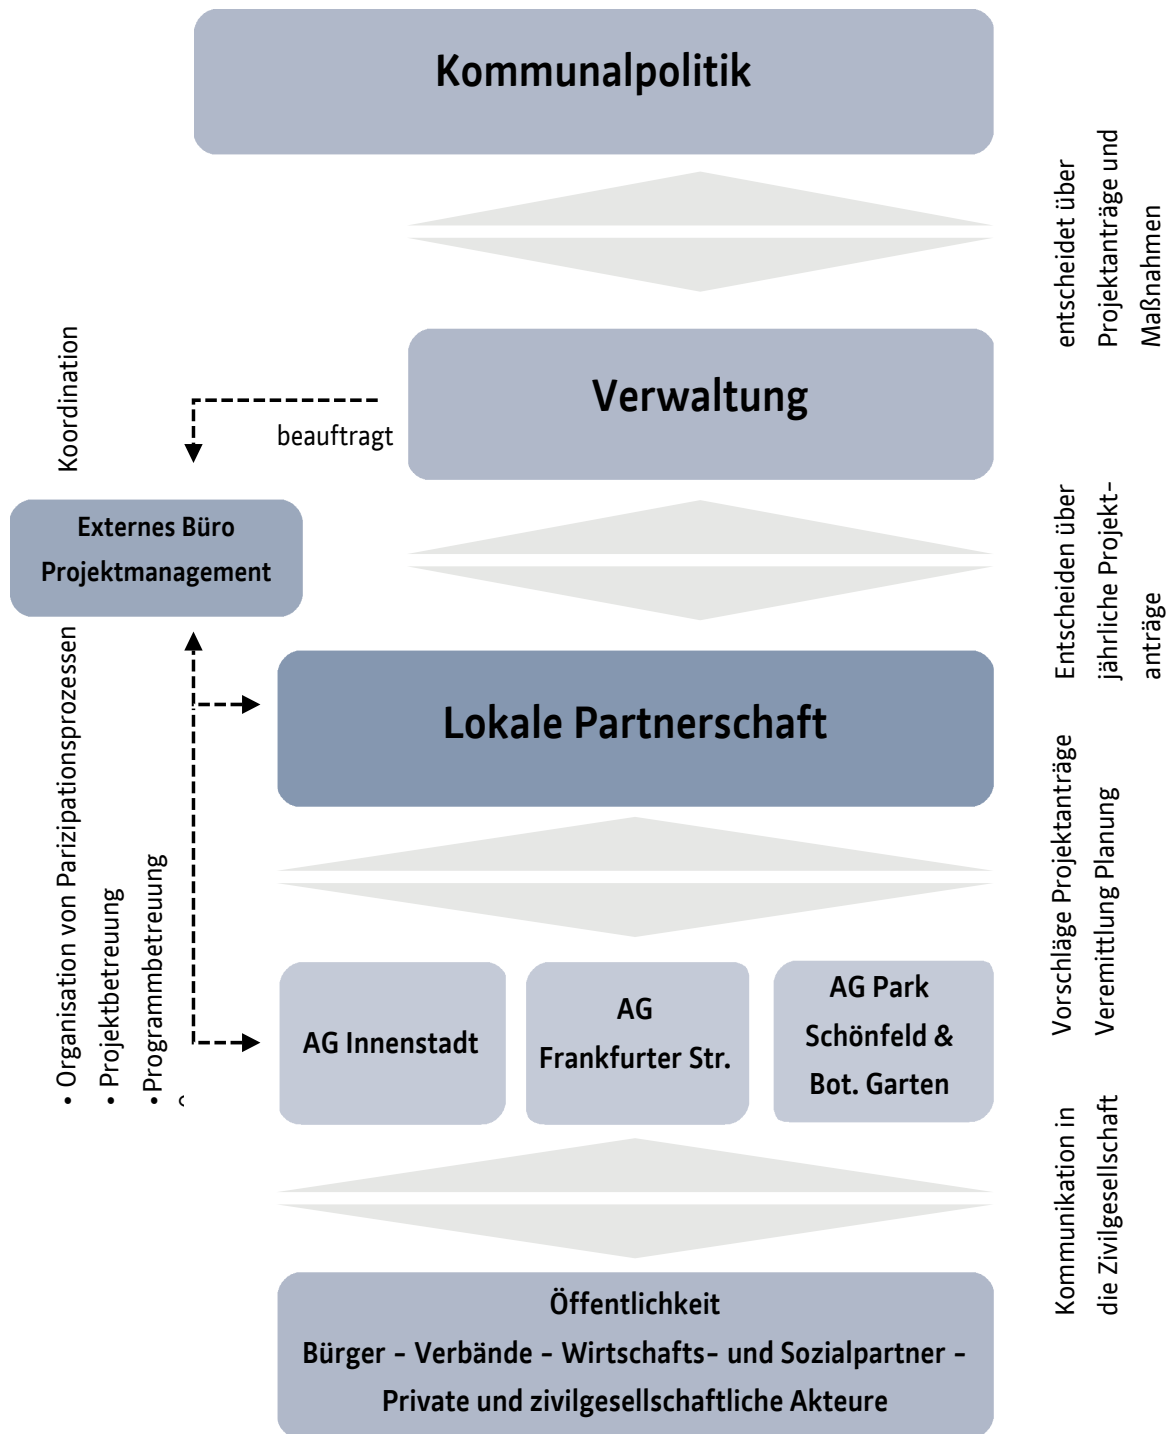 Kommunalpolitik
entscheidet über
Projektanträge und
Maßnahmen
Verwaltung
beauftragt
Koordination
Externes Büro
Projektmanagement
Entscheiden über
jährliche Projekt-
anträge
Lokale Partnerschaft
• Organisation von Parizipationsprozessen
• Projektbetreuung
•Programmbetreuung
Vorschläge Projektanträge
Veremittlung Planung
AG Innenstadt
AG
Frankfurter Str.
AG Park
Schönfeld &
Bot. Garten
Kommunikation in
die Zivilgesellschaft
Öffentlichkeit
Bürger – Verbände – Wirtschafts- und Sozialpartner –
Private und zivilgesellschaftliche Akteure